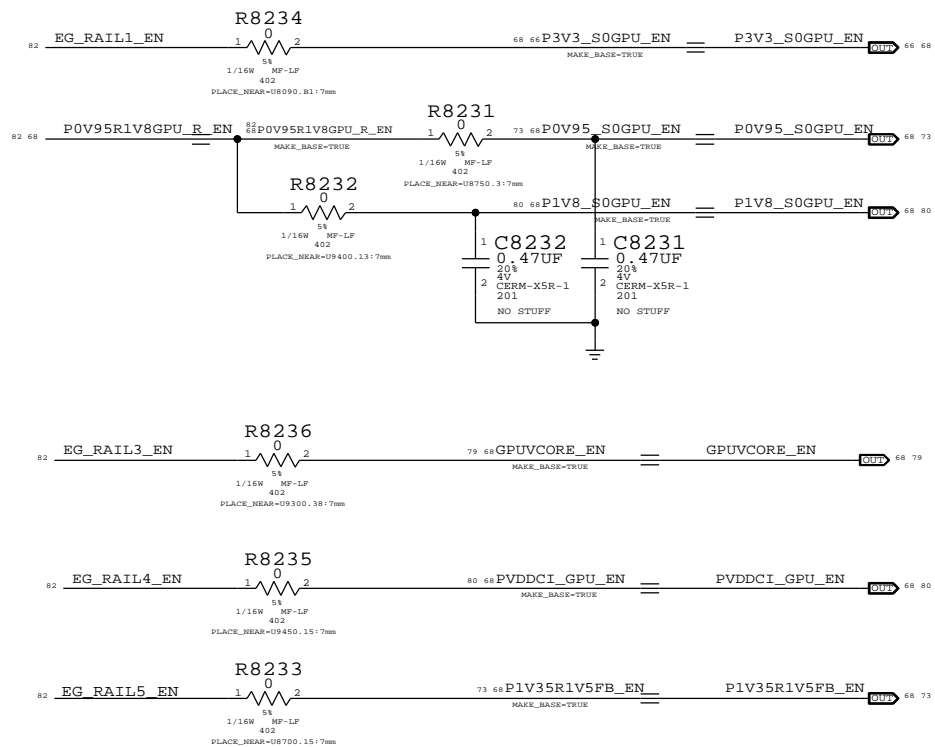 R8234
82 EG_RAIL1_EN 1 0 2 68 66 P3V3_S0GPU_EN P3V3_S0GPU_EN OUT 66 68
5% MAKE_BASE=TRUE
1/16W MF-LF
402
PLACE_NEAR=U8090.B1:7mm
R8231
82 68 P0V95R1V8GPU_R_EN 82 68 P0V95R1V8GPU_R_EN 1 0 2 73 68 P0V95_S0GPU_EN P0V95_S0GPU_EN OUT 68 73
MAKE_BASE=TRUE 5% MAKE_BASE=TRUE
1/16W MF-LF
402
PLACE_NEAR=U8750.3:7mm
R8232
1 0 2 80 68 P1V8_S0GPU_EN P1V8_S0GPU_EN OUT 68 80
5% MAKE_BASE=TRUE
1/16W MF-LF
402
PLACE_NEAR=U9400.13:7mm
1 C8232 1 C8231
0.47UF 0.47UF
20% 20%
4V 4V
2 CERM-X5R-1 2 CERM-X5R-1
201 201
NO STUFF NO STUFF
R8236
82 EG_RAIL3_EN 1 0 2 79 68 GPUVCORE_EN GPUVCORE_EN OUT 68 79
5% MAKE_BASE=TRUE
1/16W MF-LF
402
PLACE_NEAR=U9300.38:7mm
R8235
82 EG_RAIL4_EN 1 0 2 80 68 PVDDCI_GPU_EN PVDDCI_GPU_EN OUT 68 80
5% MAKE_BASE=TRUE
1/16W MF-LF
402
PLACE_NEAR=U9450.15:7mm
R8233
82 EG_RAIL5_EN 1 0 2 73 68 P1V35R1V5FB_EN P1V35R1V5FB_EN OUT 68 73
5% MAKE_BASE=TRUE
1/16W MF-LF
402
PLACE_NEAR=U8700.15:7mm